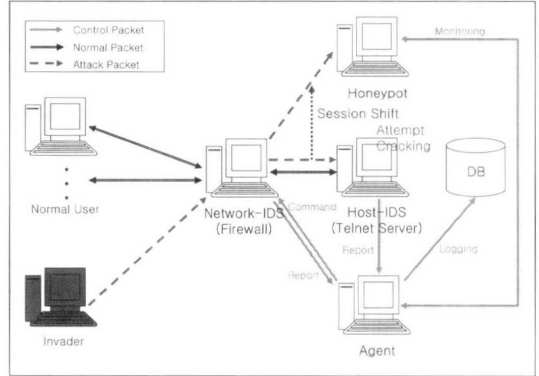 Control Packet
Normal Packet
Attack Packet
Monitoring
Honeypot
Session Shift
Attempt
Cracking
DB
Normal User
Network-IDS
(Firewall)
Command
Host-IDS
(Telnet Server)
Report
Logging
Report
Invader
Agent